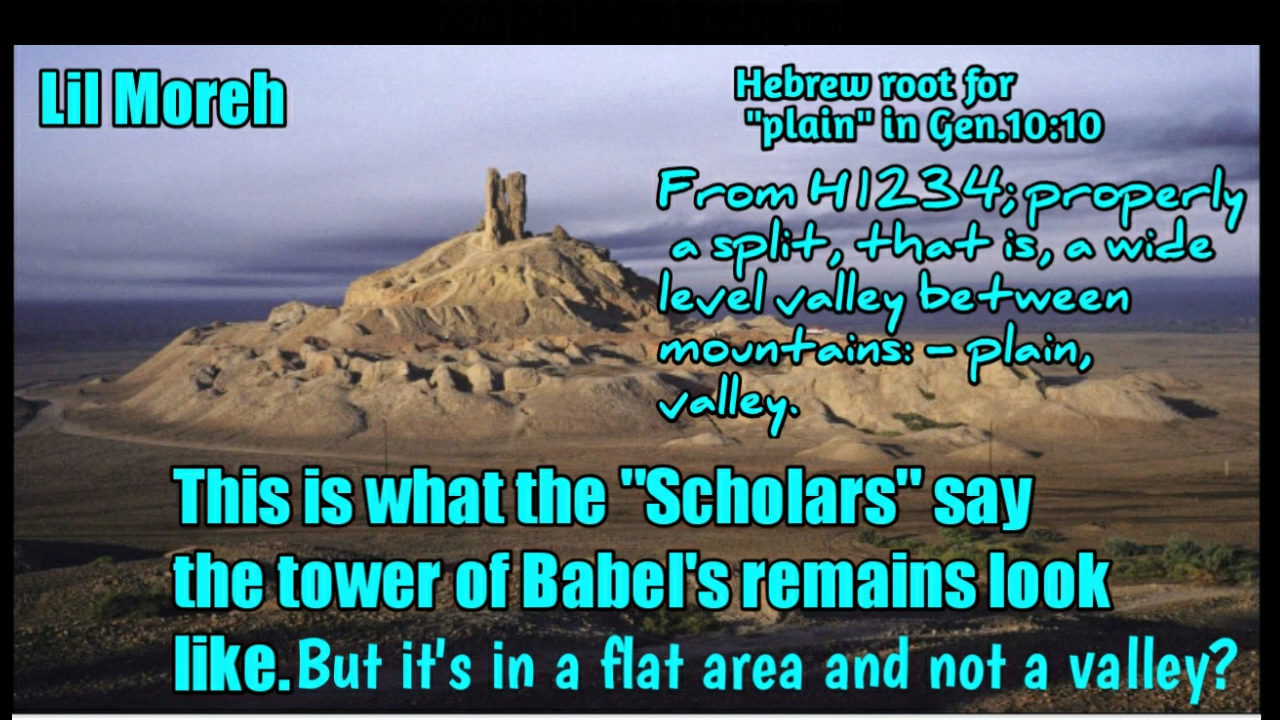 Lil Moreh
Hebrew root for
"plain" in Gen.10:10
From H1234; properly
a split, that is, a wide
level valley between
mountains: - plain,
valley.
This is what the "Scholars" say
the tower of Babel's remains look
like. But it's in a flat area and not a valley?